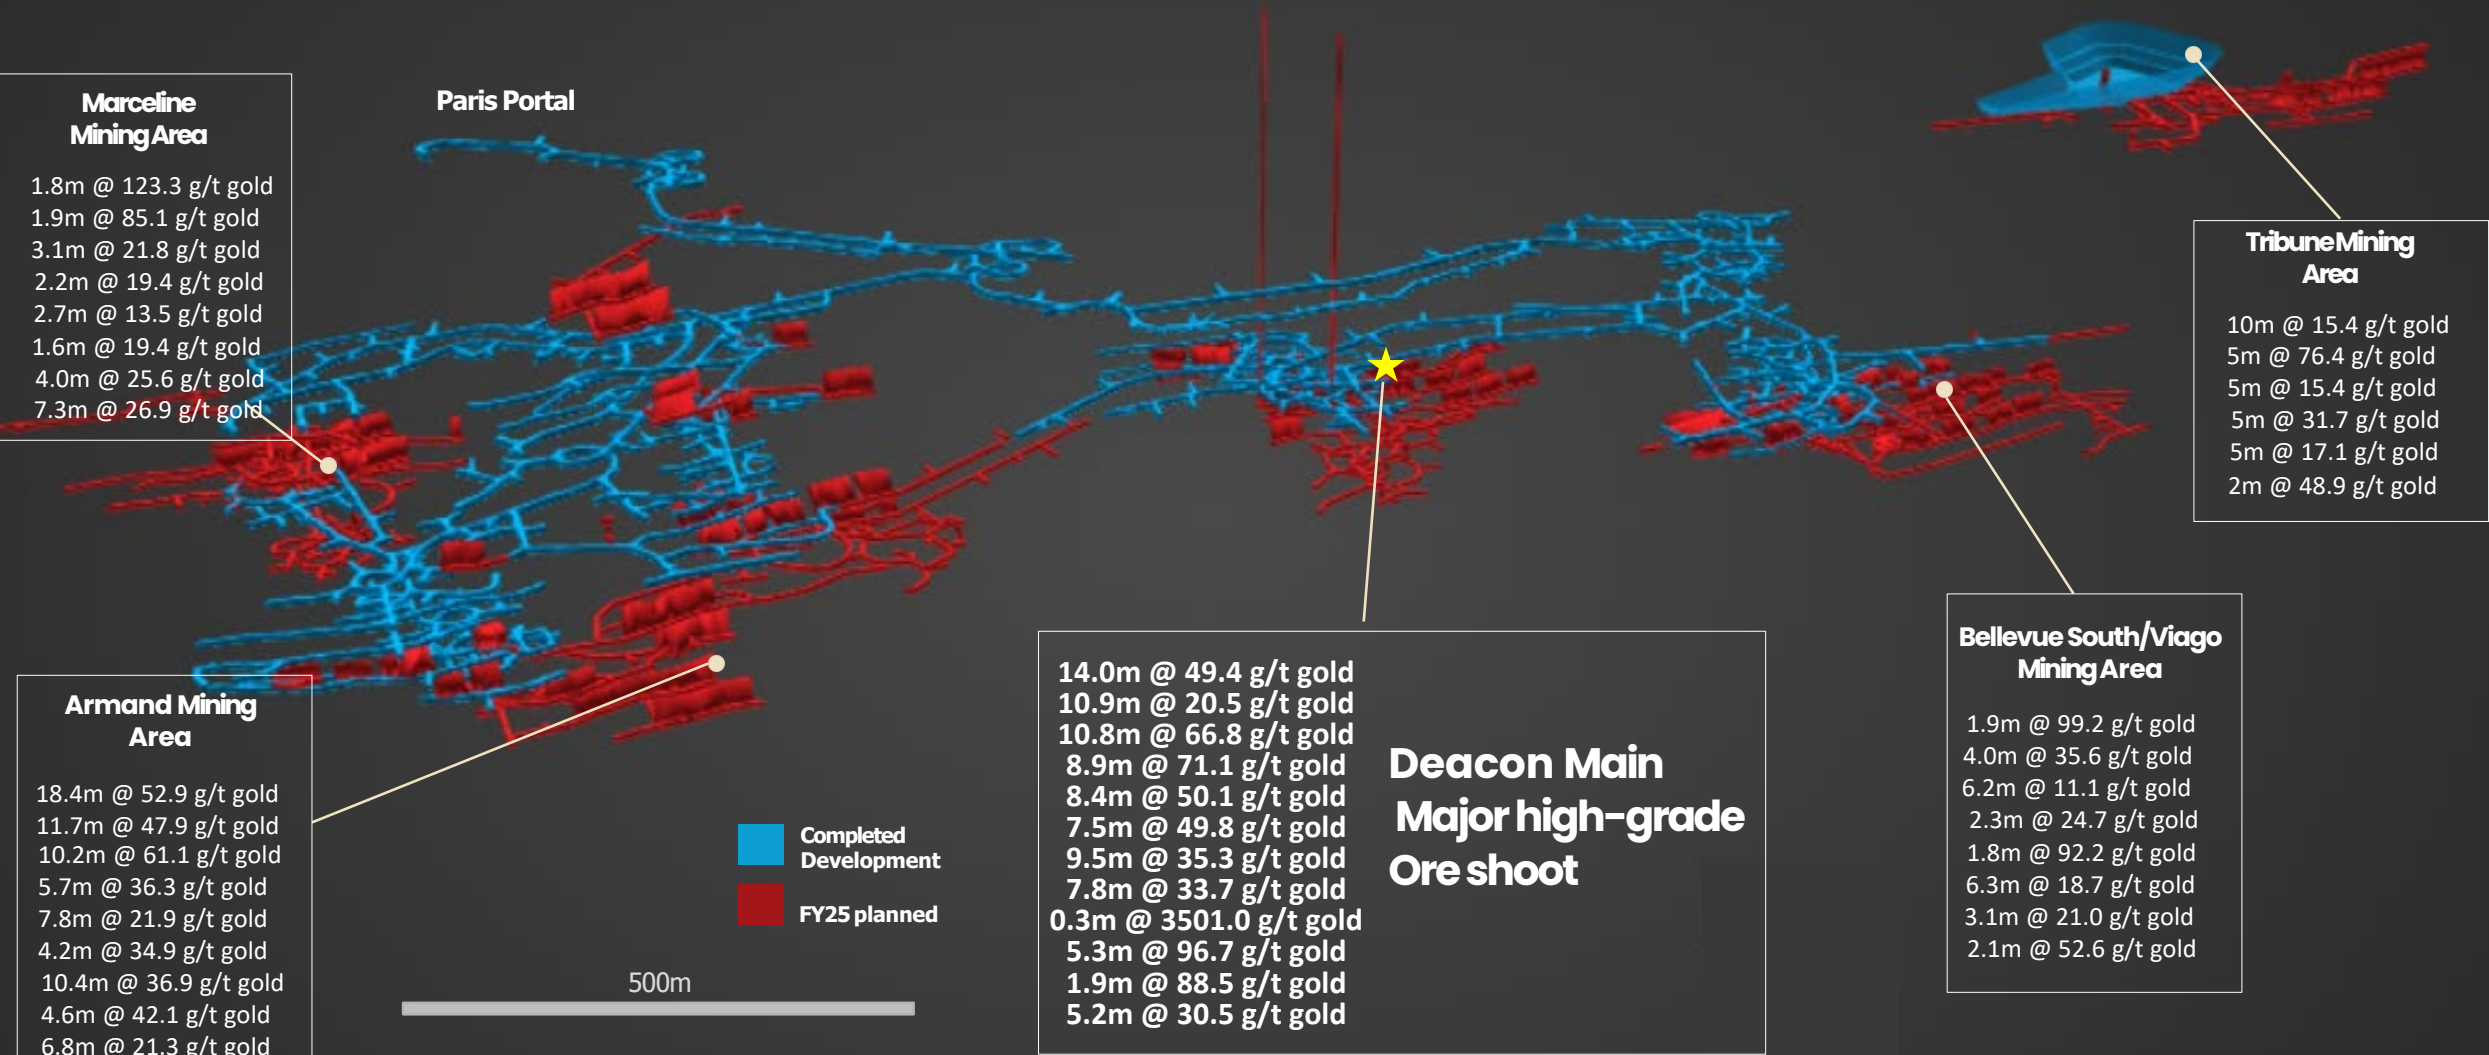 Marceline
Mining Area
1.8m @ 123.3 g/t gold
1.9m @ 85.1 g/t gold
3.1m @ 21.8 g/t gold
2.2m @ 19.4 g/t gold
2.7m @ 13.5 g/t gold
1.6m @ 19.4 g/t gold
4.0m @ 25.6 g/t gold
7.3m @ 26.9 g/t gold
Paris Portal
Tribune Mining
Area
10m @ 15.4 g/t gold
5m @ 76.4 g/t gold
5m @ 15.4 g/t gold
5m @ 31.7 g/t gold
5m @ 17.1 g/t gold
2m @ 48.9 g/t gold
Armand Mining
Area
18.4m @ 52.9 g/t gold
11.7m @ 47.9 g/t gold
10.2m @ 61.1 g/t gold
5.7m @ 36.3 g/t gold
7.8m @ 21.9 g/t gold
4.2m @ 34.9 g/t gold
10.4m @ 36.9 g/t gold
4.6m @ 42.1 g/t gold
6.8m @ 21.3 g/t gold
Completed
Development
FY25 planned
500m
14.0m @ 49.4 g/t gold
10.9m @ 20.5 g/t gold
10.8m @ 66.8 g/t gold
8.9m @ 71.1 g/t gold
8.4m @ 50.1 g/t gold
7.5m @ 49.8 g/t gold
9.5m @ 35.3 g/t gold
7.8m @ 33.7 g/t gold
0.3m @ 3501.0 g/t gold
5.3m @ 96.7 g/t gold
1.9m @ 88.5 g/t gold
5.2m @ 30.5 g/t gold
Deacon Main
Major high-grade
Ore shoot
Bellevue South/Viago
Mining Area
1.9m @ 99.2 g/t gold
4.0m @ 35.6 g/t gold
6.2m @ 11.1 g/t gold
2.3m @ 24.7 g/t gold
1.8m @ 92.2 g/t gold
6.3m @ 18.7 g/t gold
3.1m @ 21.0 g/t gold
2.1m @ 52.6 g/t gold